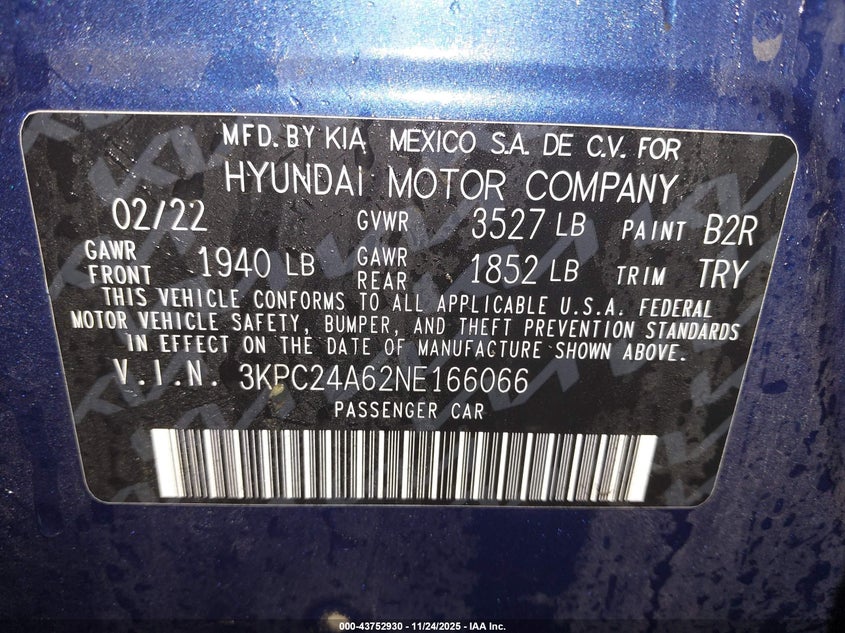 MFD. BY KIA MEXICO S.A. DE C.V. FOR
HYUNDAI MOTOR COMPANY
02/22 GVWR 3527 LB PAINT B2R
GAWR FRONT 1940 LB GAWR REAR 1852 LB TRIM TRY
THIS VEHICLE CONFORMS TO ALL APPLICABLE U.S.A. FEDERAL
MOTOR VEHICLE SAFETY, BUMPER, AND THEFT PREVENTION STANDARDS
IN EFFECT ON THE DATE OF MANUFACTURE SHOWN ABOVE.
V.I.N. 3KPC24A62NE166066
PASSENGER CAR
000-43752930 - 11/24/2025 - IAA Inc.